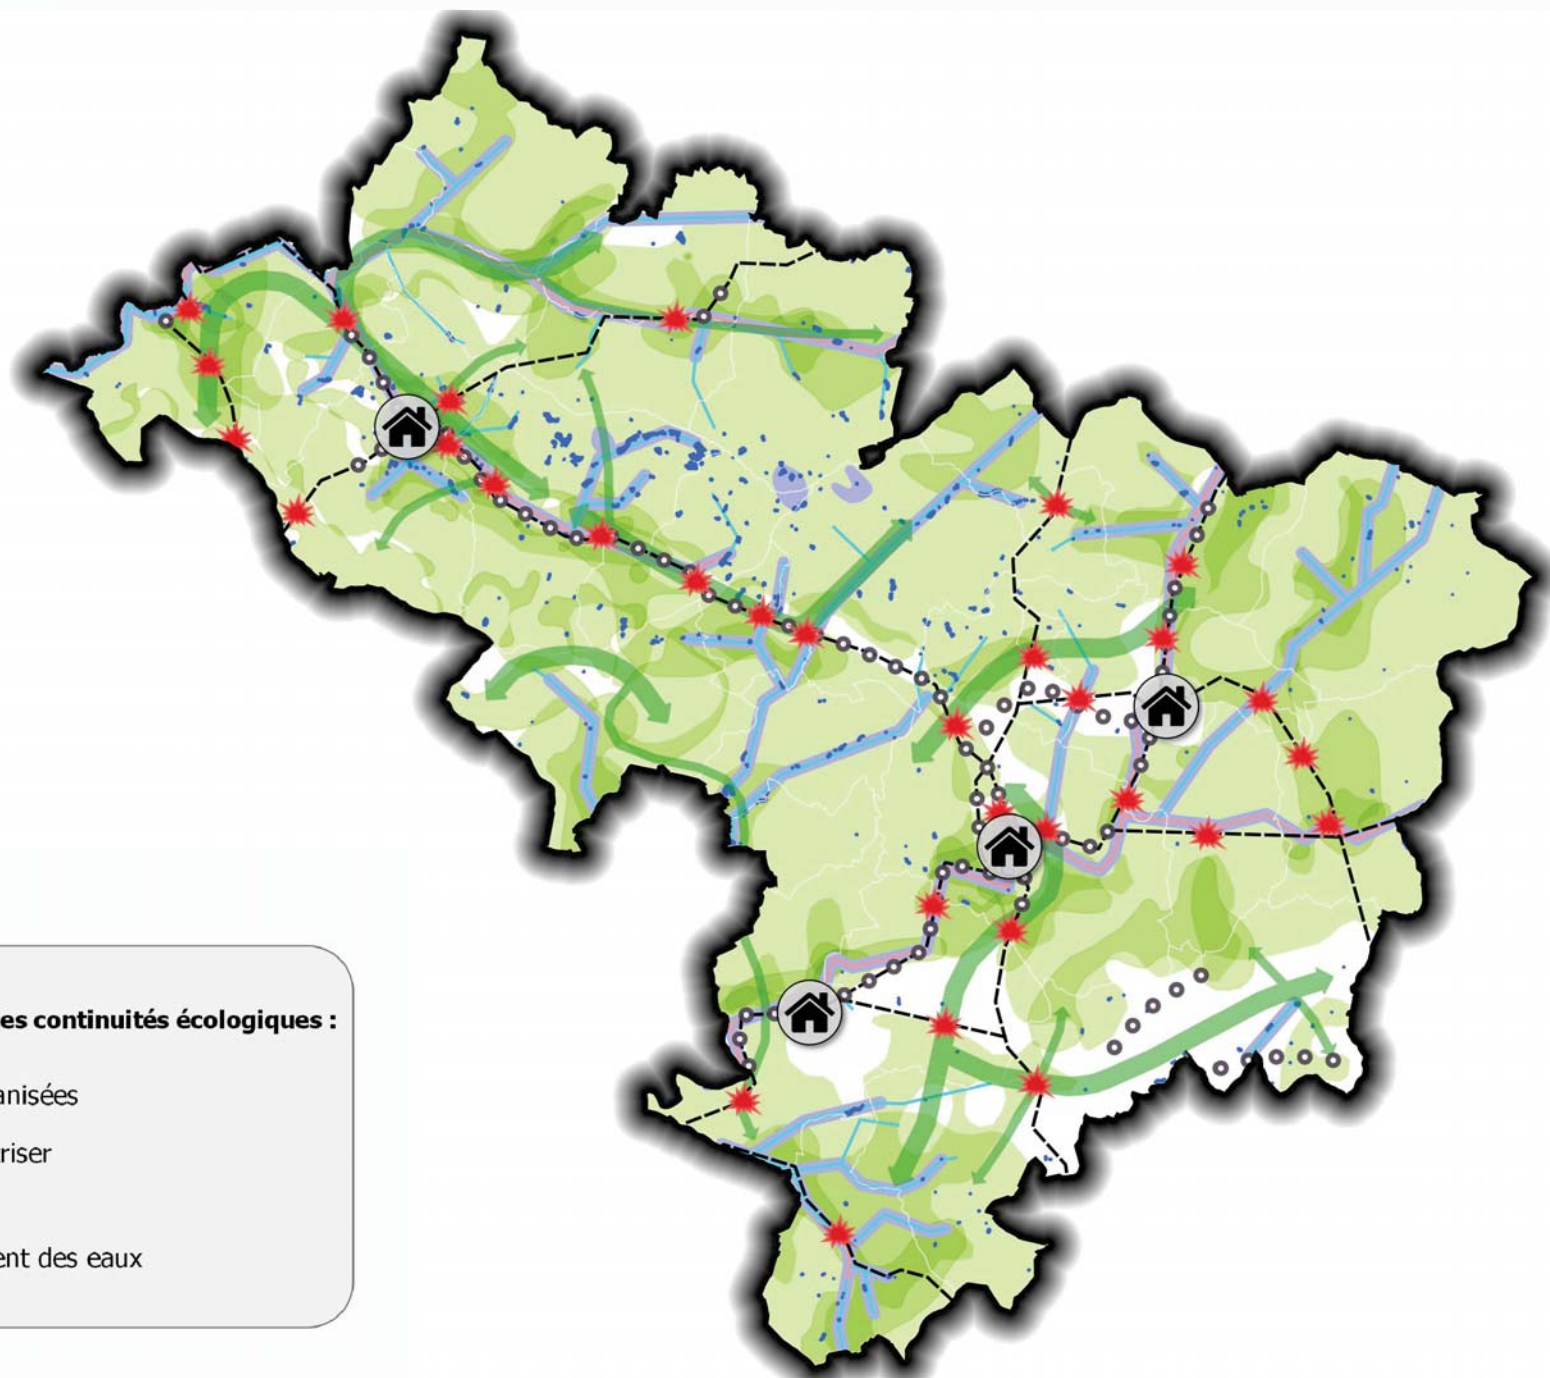 es continuités écologiques :
anisées
riser
ent des eaux